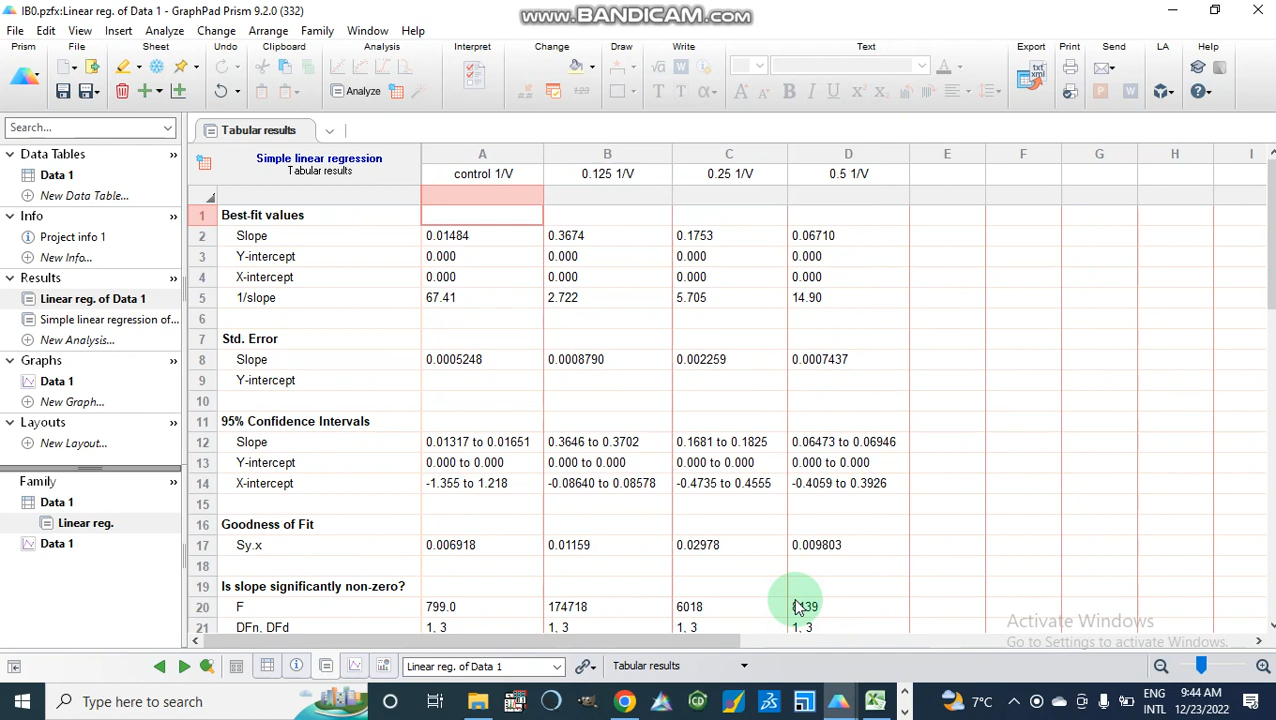 IB0.pzfx:Linear reg. of Data 1 - GraphPad Prism 9.2.0 (332)
www.BANDICAM.com
File Edit View Insert Analyze Change Arrange Family Window Help
Prism File Sheet Undo Clipboard Analysis Interpret Change Draw Write Text Export Print Send LA Help
Analyze
Search...
Tabular results
Data Tables
Data 1
New Data Table...
Info
Project info 1
New Info...
Results
Linear reg. of Data 1
Simple linear regression of...
New Analysis...
Graphs
Data 1
New Graph...
Layouts
New Layout...
Family
Data 1
Linear reg.
Data 1
Simple linear regression
Tabular results
A B C D E F G H I
control 1/V 0.125 1/V 0.25 1/V 0.5 1/V
1 Best-fit values
2 Slope 0.01484 0.3674 0.1753 0.06710
3 Y-intercept 0.000 0.000 0.000 0.000
4 X-intercept 0.000 0.000 0.000 0.000
5 1/slope 67.41 2.722 5.705 14.90
6
7 Std. Error
8 Slope 0.0005248 0.0008790 0.002259 0.0007437
9 Y-intercept
10
11 95% Confidence Intervals
12 Slope 0.01317 to 0.01651 0.3646 to 0.3702 0.1681 to 0.1825 0.06473 to 0.06946
13 Y-intercept 0.000 to 0.000 0.000 to 0.000 0.000 to 0.000 0.000 to 0.000
14 X-intercept -1.355 to 1.218 -0.08640 to 0.08578 -0.4735 to 0.4555 -0.4059 to 0.3926
15
16 Goodness of Fit
17 Sy.x 0.006918 0.01159 0.02978 0.009803
18
19 Is slope significantly non-zero?
20 F 799.0 174718 6018
21 DFn, DFd 1, 3 1, 3 1, 3 1, 3
Activate Windows
Go to Settings to activate Windows.
Linear reg. of Data 1 Tabular results
Type here to search
7°C
ENG
INTL
9:44 AM
12/23/2022